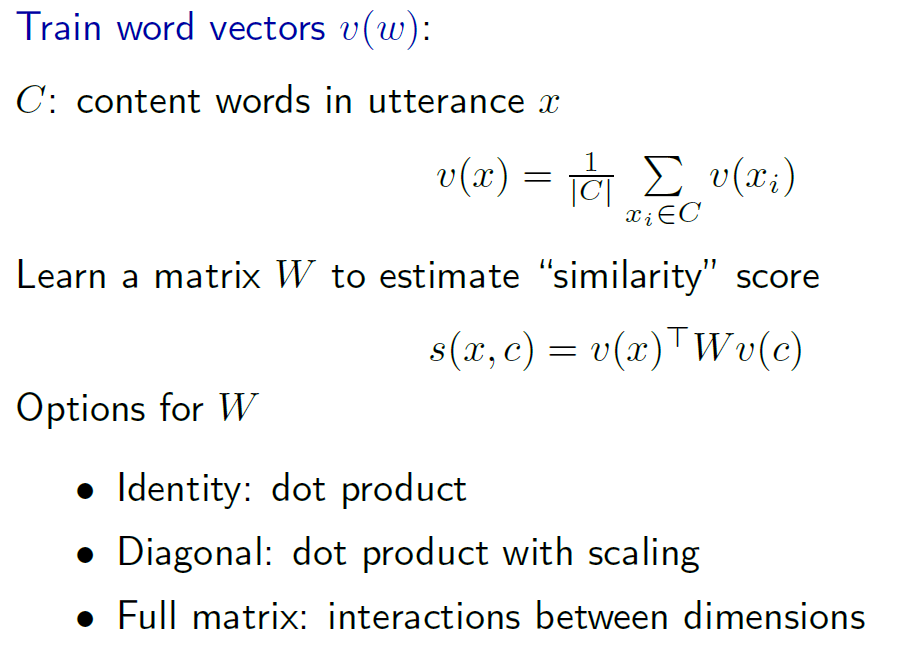 Train word vectors v(w):
C: content words in utterance x
v(x) = 1/|C| ∑_{x_i∈C} v(x_i)
Learn a matrix W to estimate “similarity” score
s(x, c) = v(x)^⊤ W v(c)
Options for W
• Identity: dot product
• Diagonal: dot product with scaling
• Full matrix: interactions between dimensions